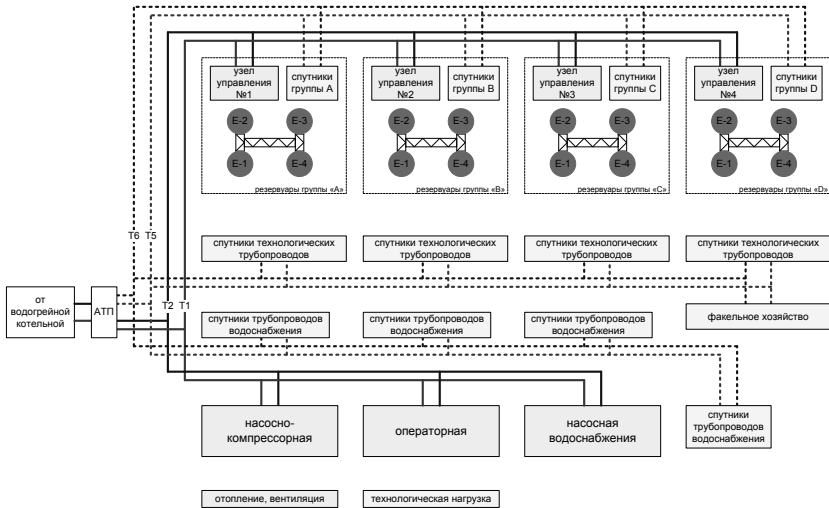 узел
управления
№1
спутники
группы А
узел
управления
№2
спутники
группы В
узел
управления
№3
спутники
группы С
узел
управления
№4
спутники
группы D
Е-2
Е-3
Е-2
Е-3
Е-2
Е-3
Е-2
Е-3
Е-1
Е-4
Е-1
Е-4
Е-1
Е-4
Е-1
Е-4
резервуары группы «А»
резервуары группы «В»
резервуары группы «С»
резервуары группы «D»
Т6
Т5
спутники технологических
трубопроводов
спутники технологических
трубопроводов
спутники технологических
трубопроводов
спутники технологических
трубопроводов
от
водогрейной
котельной
АТП
Т2
Т1
спутники трубопроводов
водоснабжения
спутники трубопроводов
водоснабжения
спутники трубопроводов
водоснабжения
факельное хозяйство
насосно-
компрессорная
операторная
насосная
водоснабжения
спутники
трубопроводов
водоснабжения
отопление, вентиляция
технологическая нагрузка